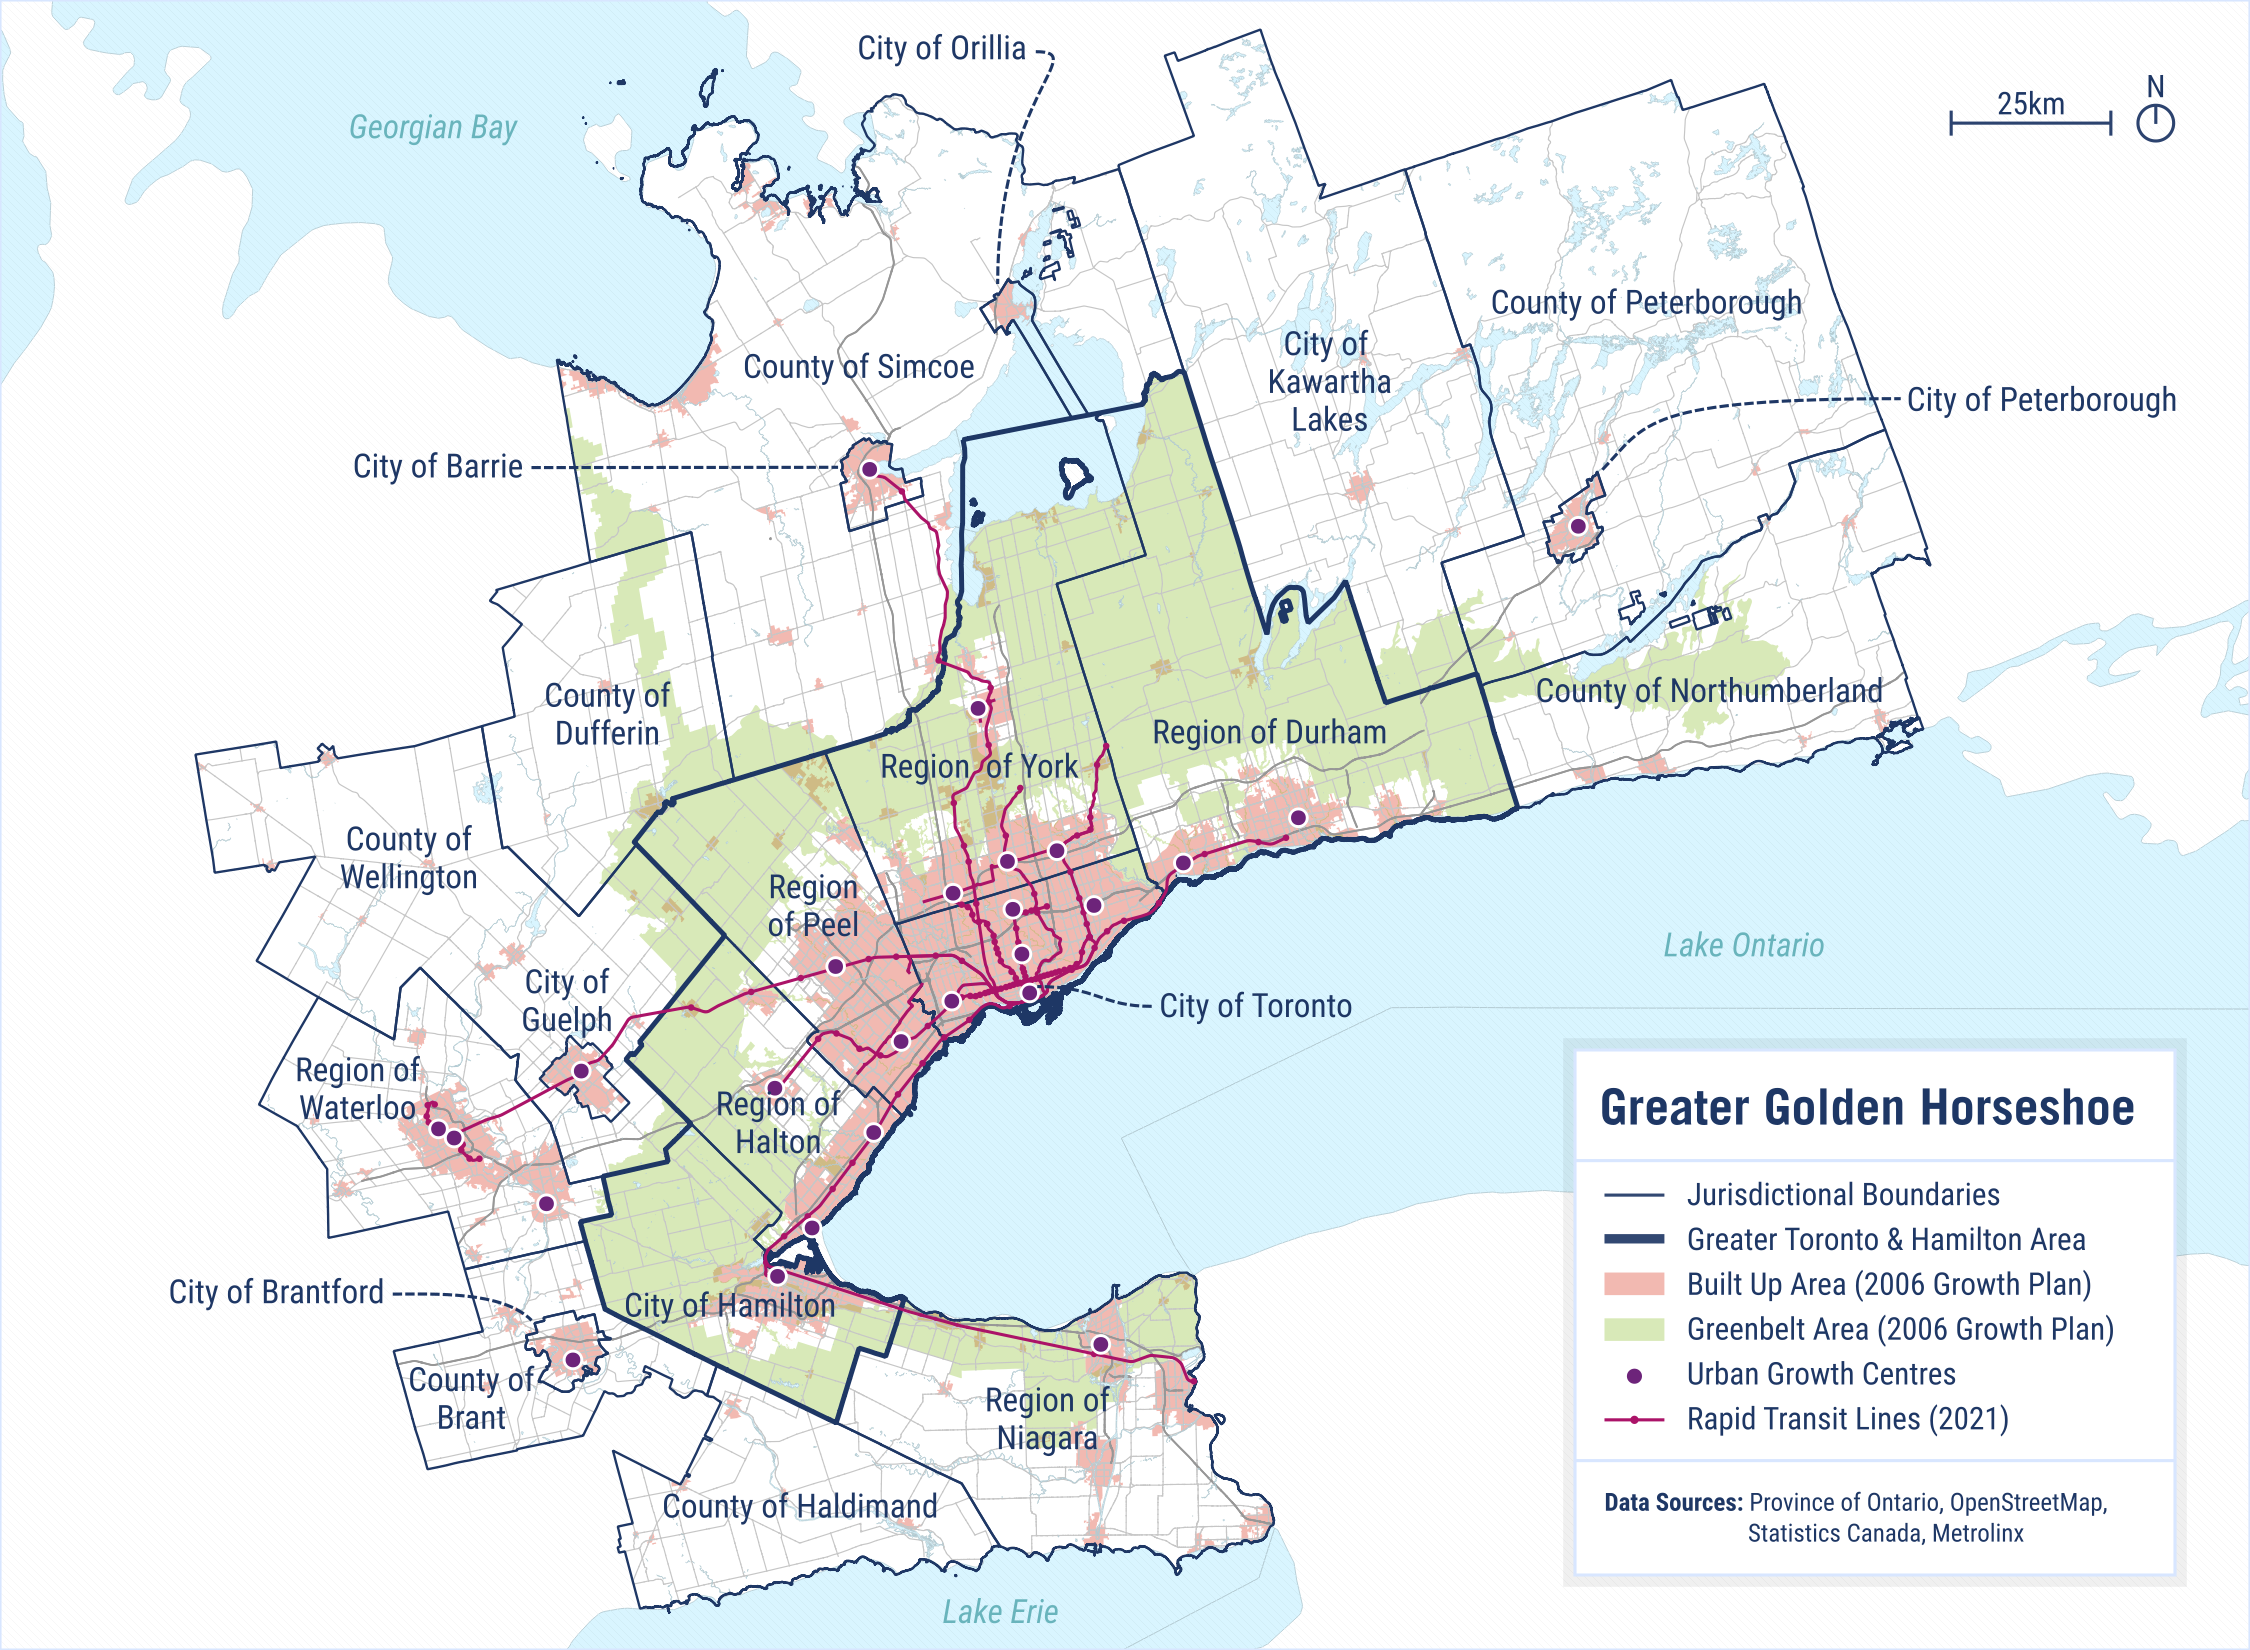 City of Orillia
Georgian Bay
25km
N
County of Peterborough
County of Simcoe
City of
Kawartha
Lakes
City of Peterborough
City of Barrie
County of
Dufferin
County of Northumberland
Region of Durham
Region of York
County of
Wellington
Region
of Peel
Lake Ontario
City of
Guelph
City of Toronto
Region of
Waterloo
Region of
Halton
City of Brantford
City of Hamilton
County of
Brant
Region of
Niagara
County of Haldimand
Lake Erie
Greater Golden Horseshoe
Jurisdictional Boundaries
Greater Toronto & Hamilton Area
Built Up Area (2006 Growth Plan)
Greenbelt Area (2006 Growth Plan)
Urban Growth Centres
Rapid Transit Lines (2021)
Data Sources: Province of Ontario, OpenStreetMap,
Statistics Canada, Metrolinx